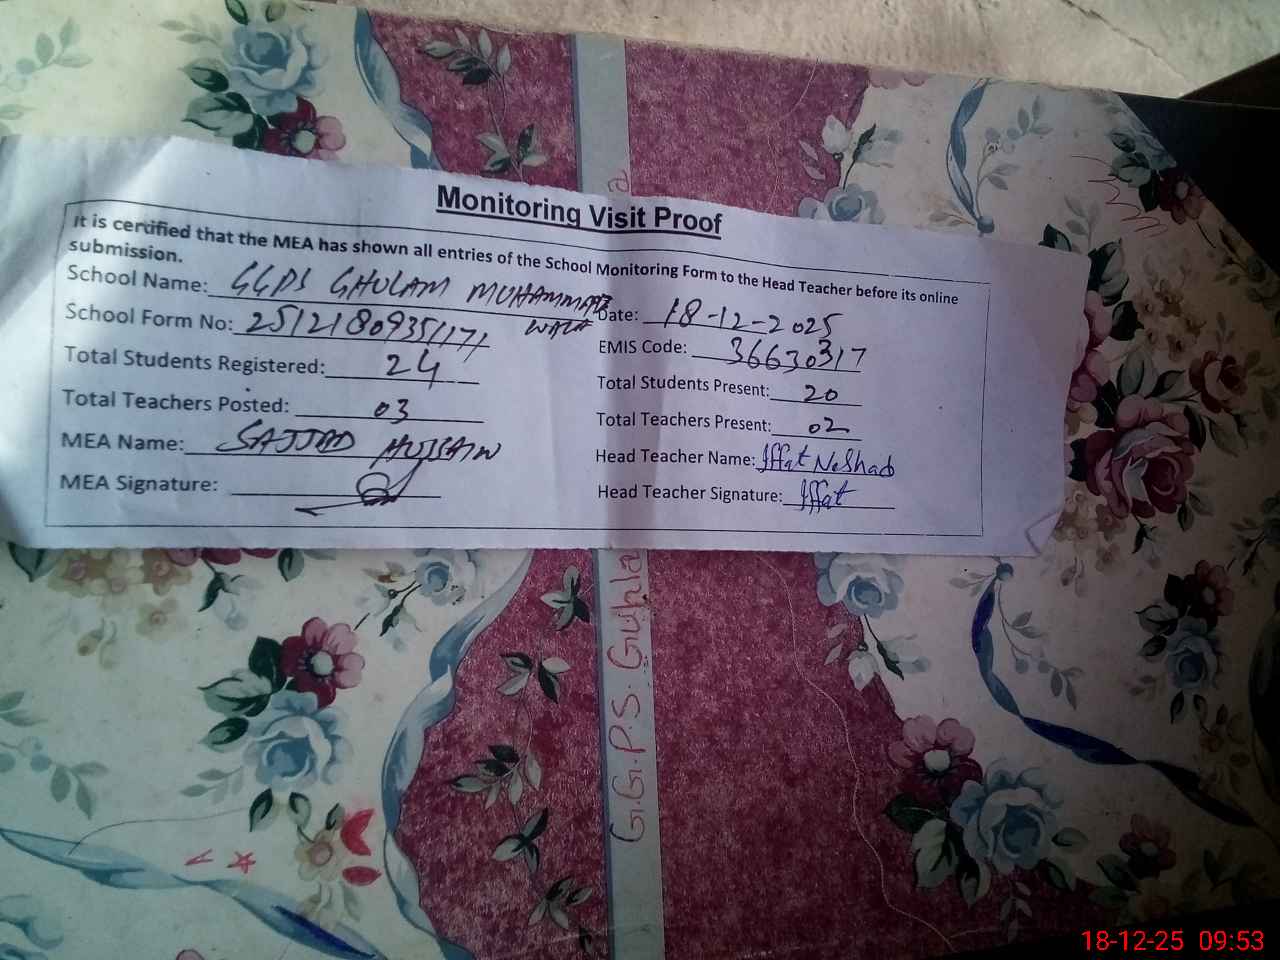 Monitoring Visit Proof
It is certified that the MEA has shown all entries of the School Monitoring Form to the Head Teacher before its online
submission.
School Name: GGPS GHULAM MUHAMMAD
WALA
Date: 18-12-2025
School Form No: 25121809351171
EMIS Code: 36630317
Total Students Registered: 24
Total Students Present: 20
Total Teachers Posted: 03
Total Teachers Present: 02
MEA Name: SAJJAD HUSSAIN
Head Teacher Name: Iffat Noshad
MEA Signature:
Head Teacher Signature: Iffat
G.G.P.S. Guhla
a
18-12-25 09:53